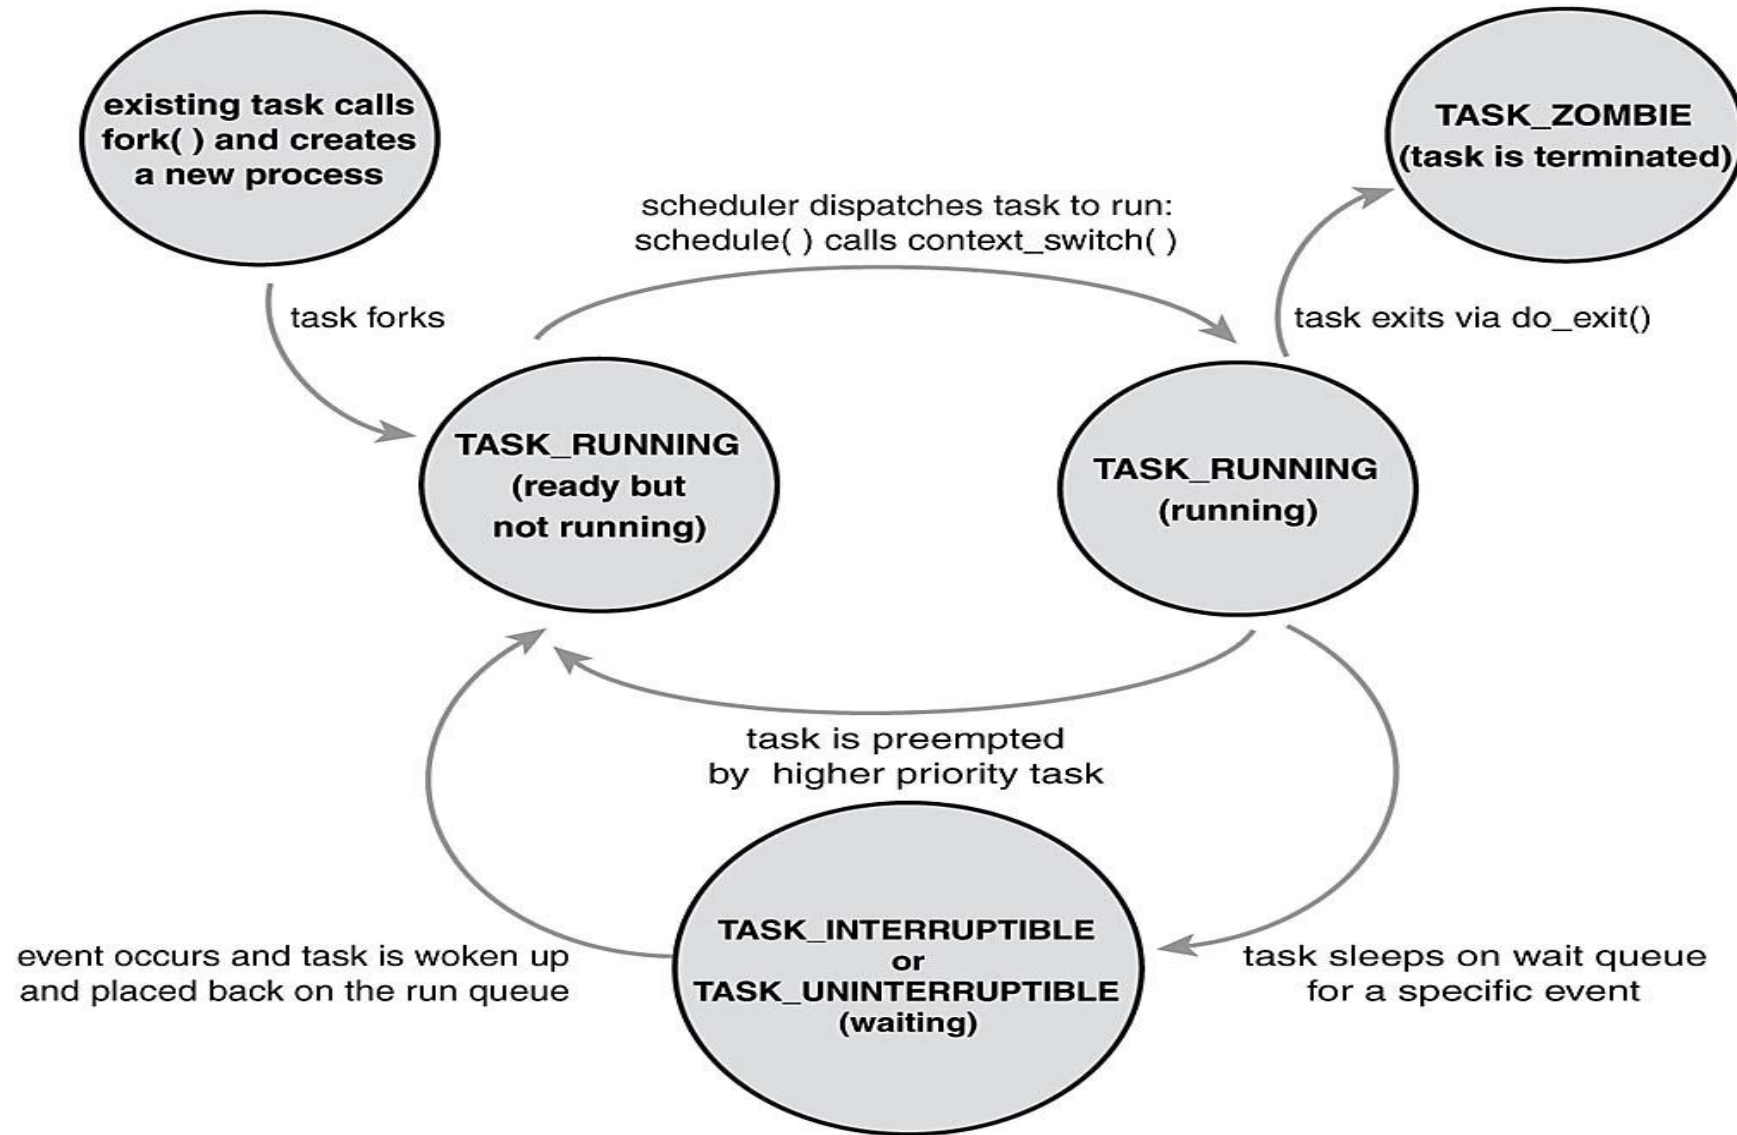 existing task calls
fork( ) and creates
a new process
TASK_ZOMBIE
(task is terminated)
scheduler dispatches task to run:
schedule( ) calls context_switch( )
task forks
task exits via do_exit()
TASK_RUNNING
(ready but
not running)
TASK_RUNNING
(running)
task is preempted
by higher priority task
event occurs and task is woken up
and placed back on the run queue
TASK_INTERRUPTIBLE
or
TASK_UNINTERRUPTIBLE
(waiting)
task sleeps on wait queue
for a specific event